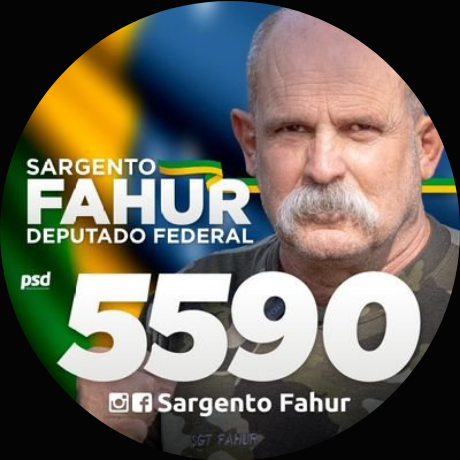 SARGENTO
FAHUR
DEPUTADO FEDERAL
psd
5590
Sargento Fahur
SGT FAHUR